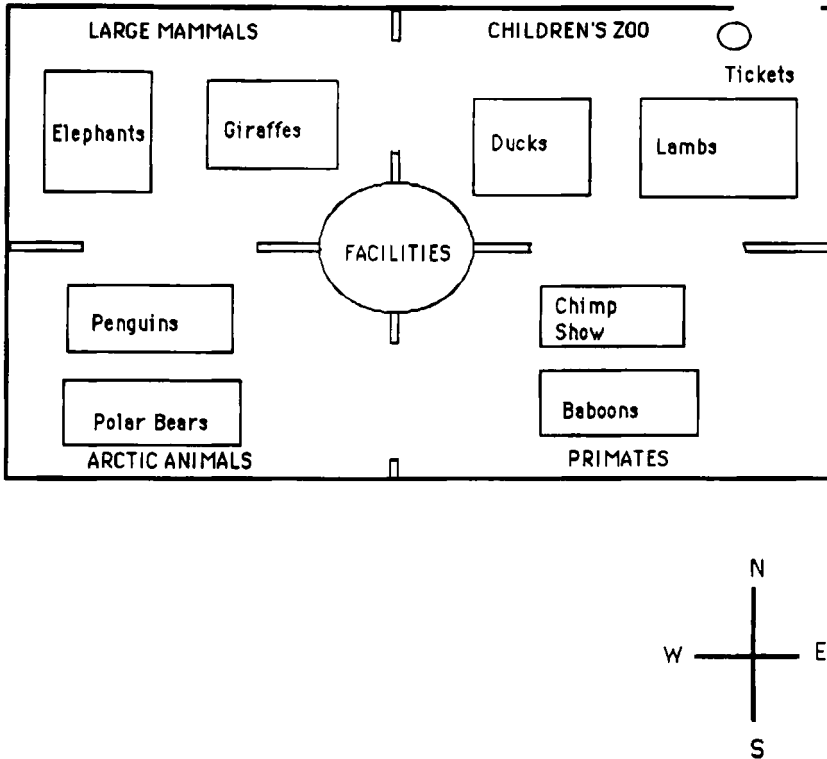 LARGE MAMMALS
CHILDREN'S ZOO
Tickets
Elephants
Giraffes
Ducks
Lambs
FACILITIES
Penguins
Chimp
Show
Polar Bears
Baboons
ARCTIC ANIMALS
PRIMATES
N
W
E
S